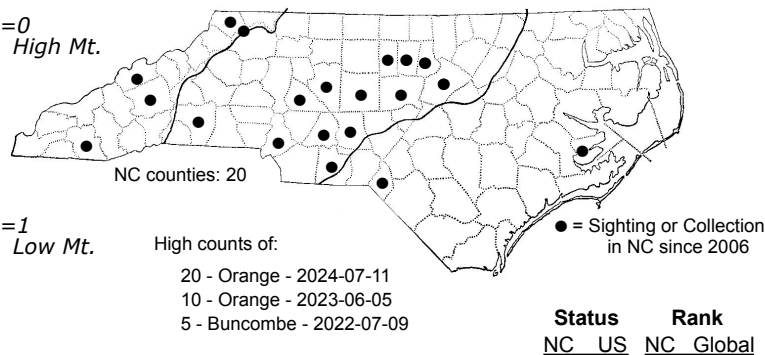 =0
High Mt.
NC counties: 20
=1
Low Mt.
High counts of:
20 - Orange - 2024-07-11
10 - Orange - 2023-06-05
5 - Buncombe - 2022-07-09
● = Sighting or Collection
in NC since 2006
Status Rank
NC US NC Global